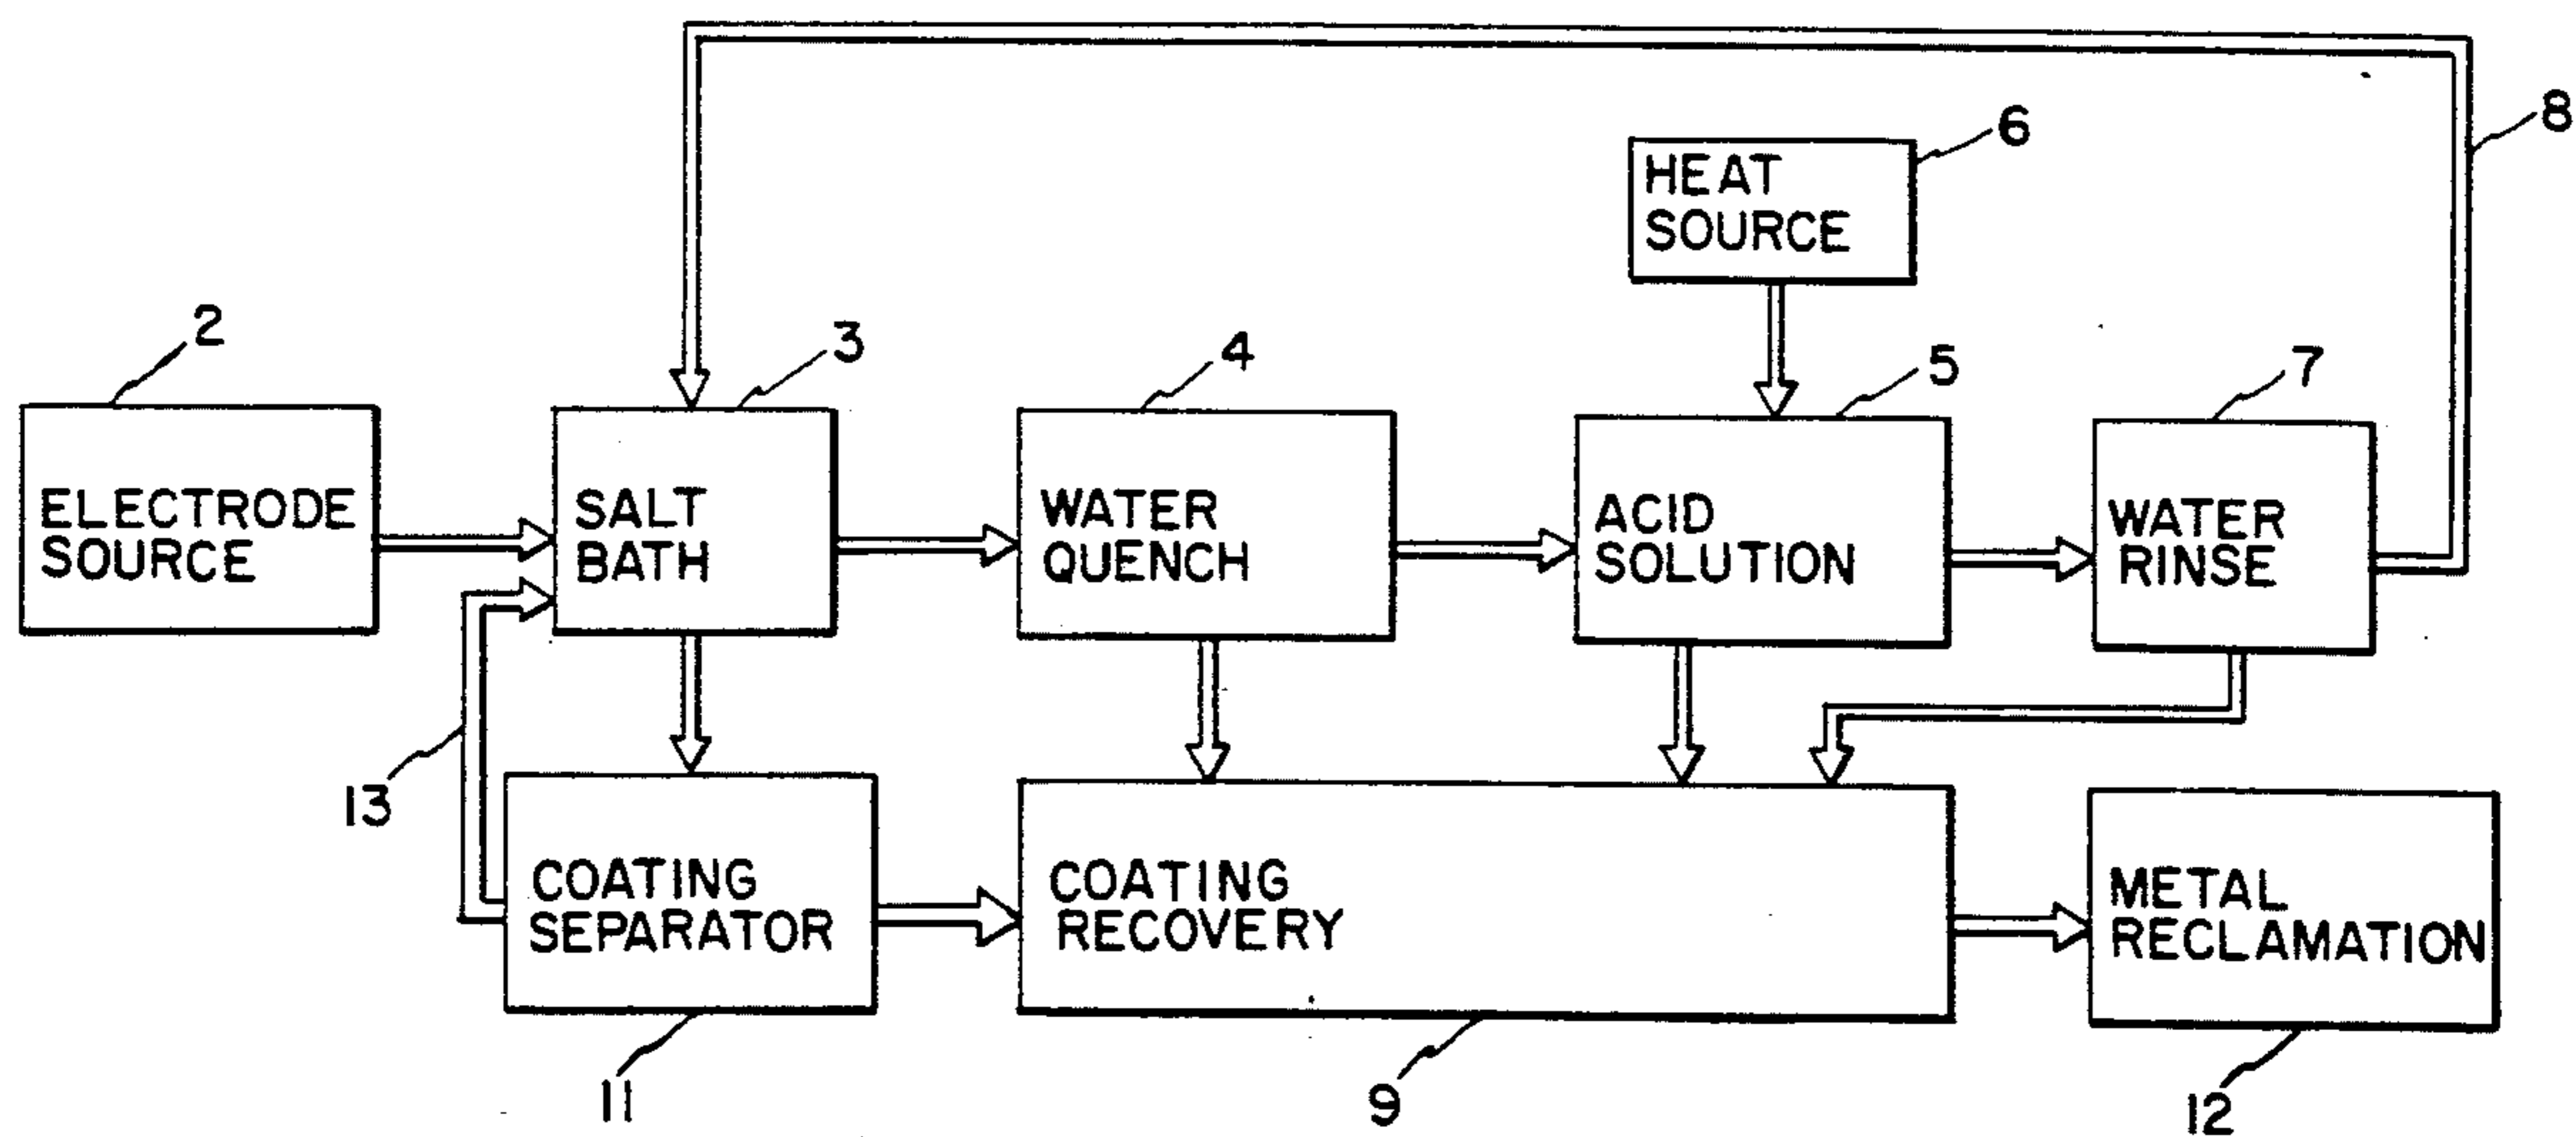 8
6
HEAT
SOURCE
2
3
4
5
7
ELECTRODE
SOURCE
SALT
BATH
WATER
QUENCH
ACID
SOLUTION
WATER
RINSE
13
COATING
SEPARATOR
COATING
RECOVERY
METAL
RECLAMATION
11
9
12